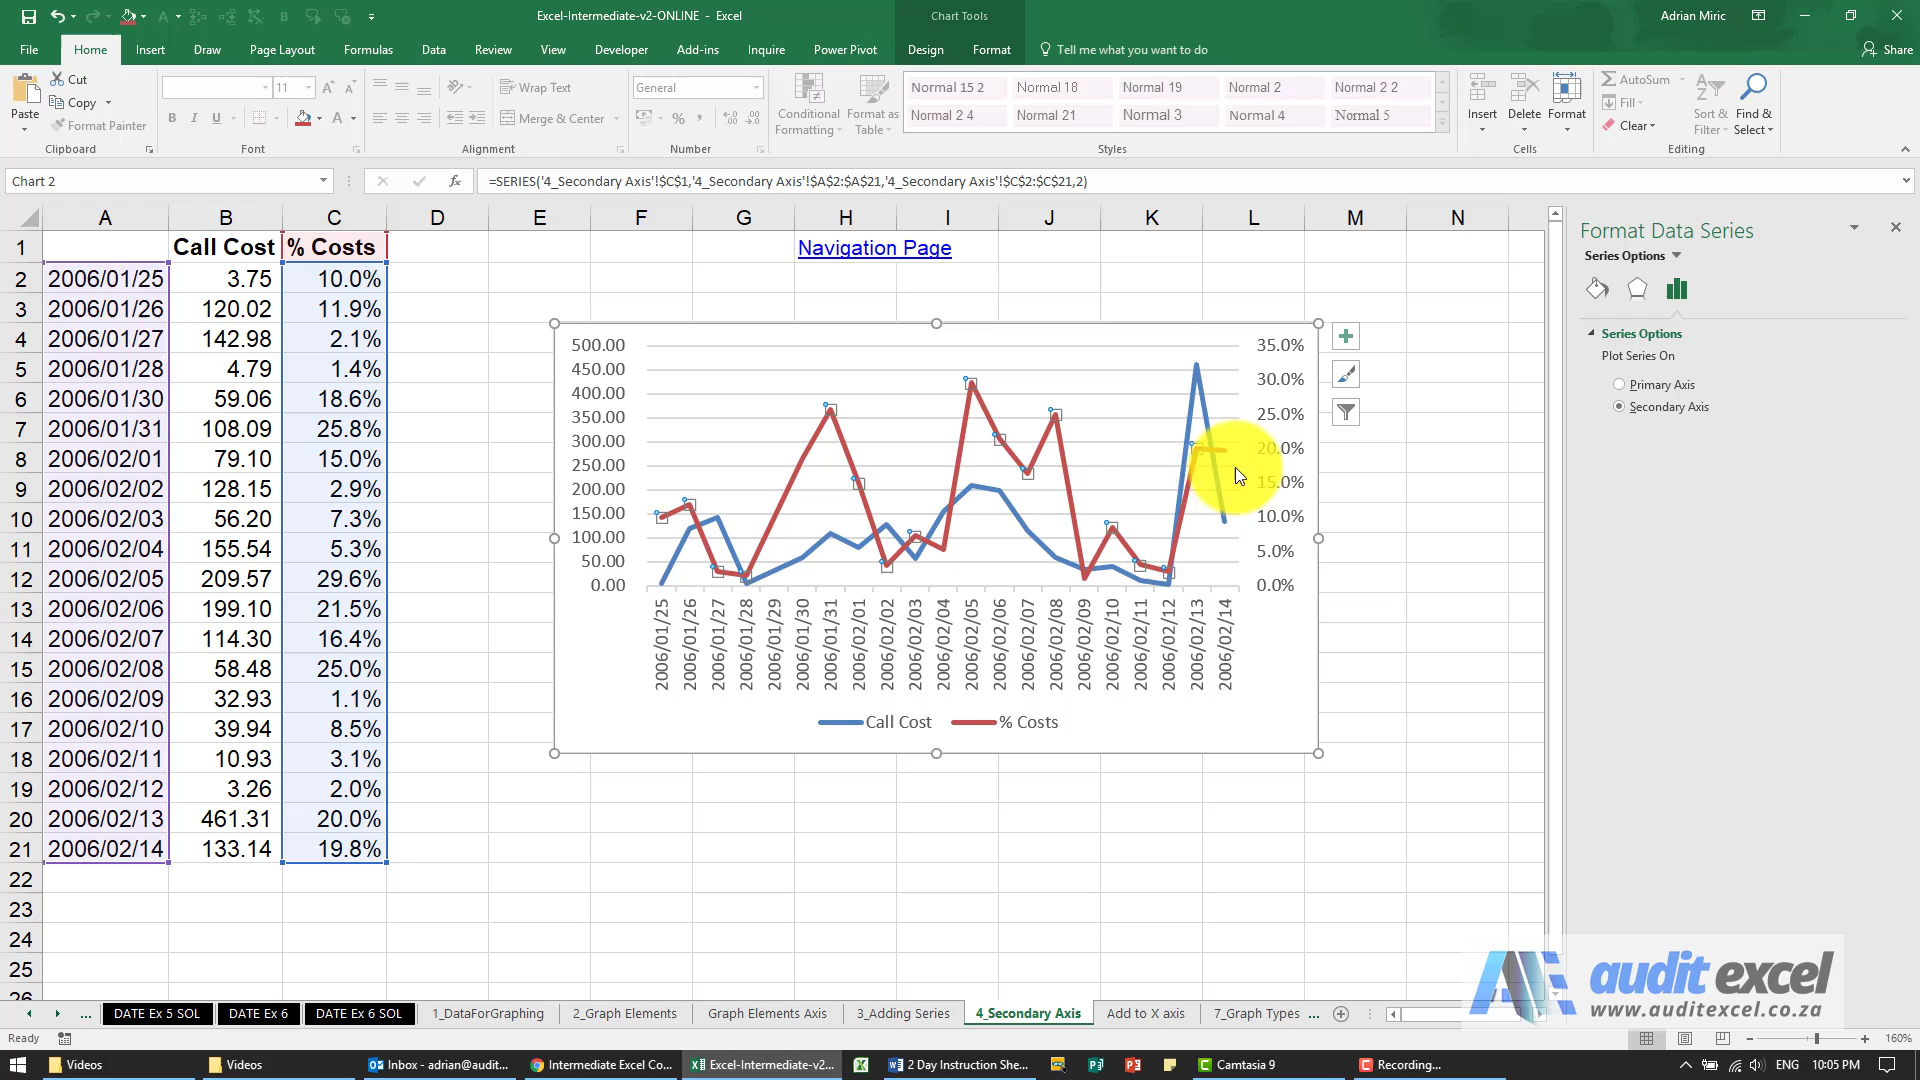 Excel-Intermediate-v2-ONLINE - Excel
Chart Tools
Adrian Miric
File Home Insert Draw Page Layout Formulas Data Review View Developer Add-ins Inquire Power Pivot Design Format Tell me what you want to do Share
Paste Cut Copy Format Painter
11
Wrap Text
Merge & Center
General
Conditional Formatting
Format as Table
Normal 15 2 Normal 18 Normal 19 Normal 2 Normal 2 2
Normal 2 4 Normal 21 Normal 3 Normal 4 Normal 5
Insert Delete Format
AutoSum
Fill
Clear
Sort & Filter
Find & Select
Clipboard Font Alignment Number Styles Cells Editing
Chart 2
fx
=SERIES('4_Secondary Axis'!$C$1,'4_Secondary Axis'!$A$2:$A$21,'4_Secondary Axis'!$C$2:$C$21,2)
A B C D E F G H I J K L M N
1 Call Cost % Costs Navigation Page
2 2006/01/25 3.75 10.0%
3 2006/01/26 120.02 11.9%
4 2006/01/27 142.98 2.1%
5 2006/01/28 4.79 1.4%
6 2006/01/30 59.06 18.6%
7 2006/01/31 108.09 25.8%
8 2006/02/01 79.10 15.0%
9 2006/02/02 128.15 2.9%
10 2006/02/03 56.20 7.3%
11 2006/02/04 155.54 5.3%
12 2006/02/05 209.57 29.6%
13 2006/02/06 199.10 21.5%
14 2006/02/07 114.30 16.4%
15 2006/02/08 58.48 25.0%
16 2006/02/09 32.93 1.1%
17 2006/02/10 39.94 8.5%
18 2006/02/11 10.93 3.1%
19 2006/02/12 3.26 2.0%
20 2006/02/13 461.31 20.0%
21 2006/02/14 133.14 19.8%
22
23
24
25
26
500.00
450.00
400.00
350.00
300.00
250.00
200.00
150.00
100.00
50.00
0.00
35.0%
30.0%
25.0%
20.0%
15.0%
10.0%
5.0%
0.0%
2006/01/25
2006/01/26
2006/01/27
2006/01/28
2006/01/29
2006/01/30
2006/01/31
2006/02/01
2006/02/02
2006/02/03
2006/02/04
2006/02/05
2006/02/06
2006/02/07
2006/02/08
2006/02/09
2006/02/10
2006/02/11
2006/02/12
2006/02/13
2006/02/14
Call Cost % Costs
Format Data Series
Series Options
Series Options
Plot Series On
Primary Axis
Secondary Axis
audit excel
www.auditexcel.co.za
... DATE Ex 5 SOL DATE Ex 6 DATE Ex 6 SOL 1_DataForGraphing 2_Graph Elements Graph Elements Axis 3_Adding Series 4_Secondary Axis Add to X axis 7_Graph Types ...
Ready
160%
Videos Videos Inbox - adrian@audit... Intermediate Excel Co... Excel-Intermediate-v2... 2 Day Instruction She... Camtasia 9 Recording... ENG 10:05 PM